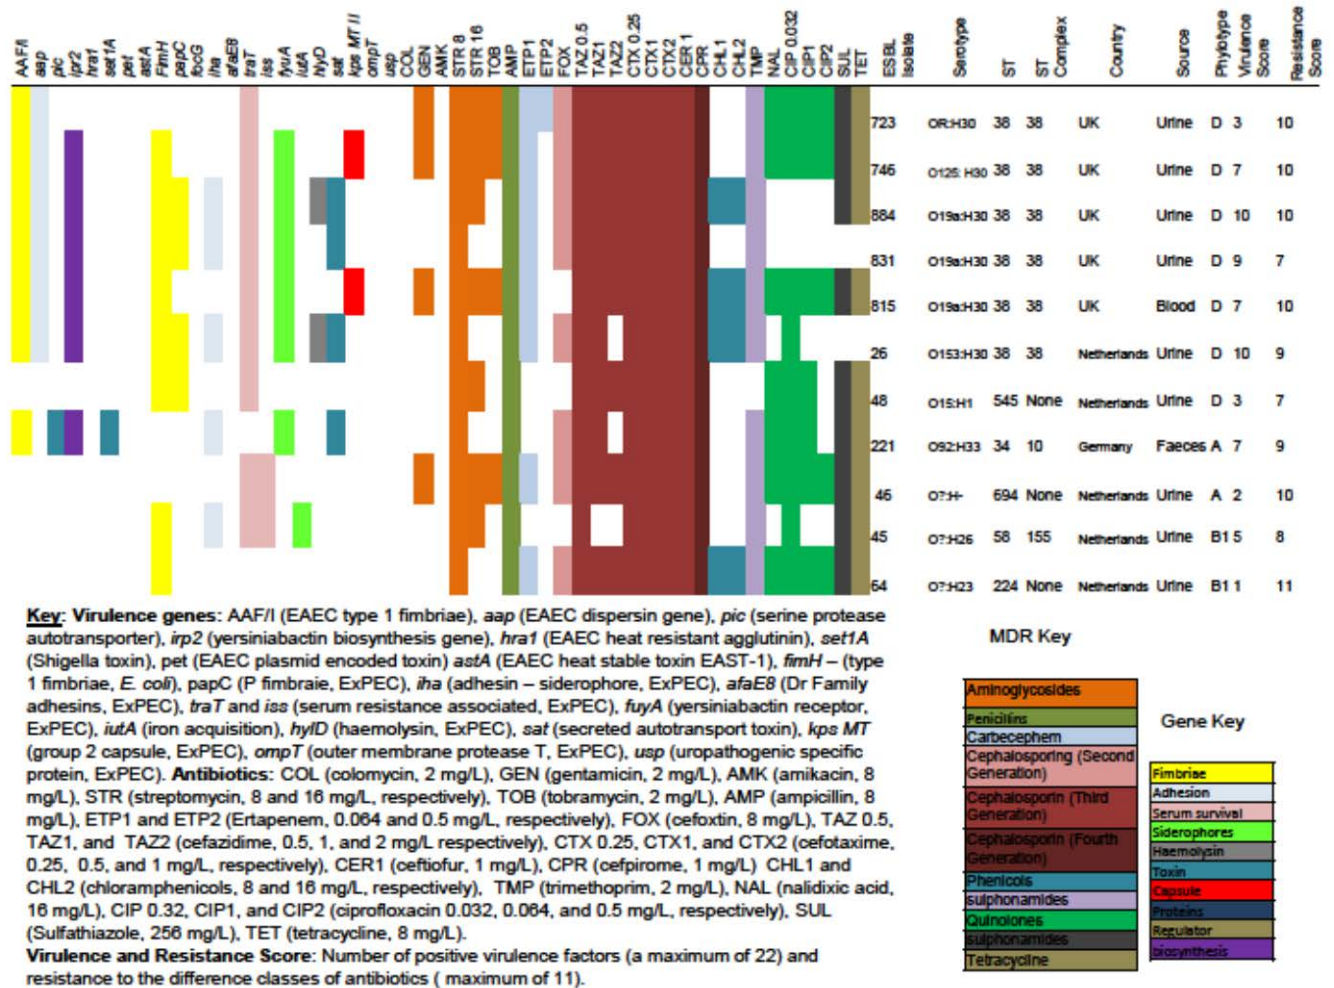 AAF/I aap pic ipr2 hra1 set1A pet astA FimH papC focG iha afaE8 traT iss fyuA iutA hlyD sat kps MT II ompT usp COL GEN AMK STR 8 STR 16 TOB AMP ETP1 ETP2 FOX TAZ 0.5 TAZ1 TAZ2 CTX 0.25 CTX1 CTX2 CER 1 CPR CHL1 CHL2 TMP NAL CIP 0.032 CIP1 CIP2 SUL TET ESBL Isolate Serotype ST ST Complex Country Source Phylotype Virulence Score Resistance Score
723 OR:H30 38 38 UK Urine D 3 10
746 O125: H30 38 38 UK Urine D 7 10
884 O19a:H30 38 38 UK Urine D 10 10
831 O19a:H30 38 38 UK Urine D 9 7
815 O19a:H30 38 38 UK Blood D 7 10
26 O153:H30 38 38 Netherlands Urine D 10 9
48 O15:H1 545 None Netherlands Urine D 3 7
221 O92:H33 34 10 Germany Faeces A 7 9
46 O?:H- 694 None Netherlands Urine A 2 10
45 O?:H26 58 155 Netherlands Urine B1 5 8
64 O?:H23 224 None Netherlands Urine B1 1 11
Key: Virulence genes: AAF/I (EAEC type 1 fimbriae), aap (EAEC dispersin gene), pic (serine protease
autotransporter), irp2 (yersiniabactin biosynthesis gene), hra1 (EAEC heat resistant agglutinin), set1A
(Shigella toxin), pet (EAEC plasmid encoded toxin) astA (EAEC heat stable toxin EAST-1), fimH – (type
1 fimbriae, E. coli), papC (P fimbraie, ExPEC), iha (adhesin – siderophore, ExPEC), afaE8 (Dr Family
adhesins, ExPEC), traT and iss (serum resistance associated, ExPEC), fuyA (yersiniabactin receptor,
ExPEC), iutA (iron acquisition), hylD (haemolysin, ExPEC), sat (secreted autotransport toxin), kps MT
(group 2 capsule, ExPEC), ompT (outer membrane protease T, ExPEC), usp (uropathogenic specific
protein, ExPEC). Antibiotics: COL (colomycin, 2 mg/L), GEN (gentamicin, 2 mg/L), AMK (amikacin, 8
mg/L), STR (streptomycin, 8 and 16 mg/L, respectively), TOB (tobramycin, 2 mg/L), AMP (ampicillin, 8
mg/L), ETP1 and ETP2 (Ertapenem, 0.064 and 0.5 mg/L, respectively), FOX (cefoxtin, 8 mg/L), TAZ 0.5,
TAZ1, and TAZ2 (cefazidime, 0.5, 1, and 2 mg/L respectively), CTX 0.25, CTX1, and CTX2 (cefotaxime,
0.25, 0.5, and 1 mg/L, respectively), CER1 (ceftiofur, 1 mg/L), CPR (cefpirome, 1 mg/L) CHL1 and
CHL2 (chloramphenicols, 8 and 16 mg/L, respectively), TMP (trimethoprim, 2 mg/L), NAL (nalidixic acid,
16 mg/L), CIP 0.32, CIP1, and CIP2 (ciprofloxacin 0.032, 0.064, and 0.5 mg/L, respectively), SUL
(Sulfathiazole, 256 mg/L), TET (tetracycline, 8 mg/L).
Virulence and Resistance Score: Number of positive virulence factors (a maximum of 22) and
resistance to the difference classes of antibiotics ( maximum of 11).
MDR Key
Aminoglycosides
Penicillins
Carbecephem
Cephalosporing (Second
Generation)
Cephalosporin (Third
Generation)
Cephalosporin (Fourth
Generation)
Phenicols
sulphonamides
Quinolones
sulphonamides
Tetracycline
Gene Key
Fimbriae
Adhesion
Serum survival
Siderophores
Haemolysin
Toxin
Capsule
Proteins
Regulator
biosynthesis